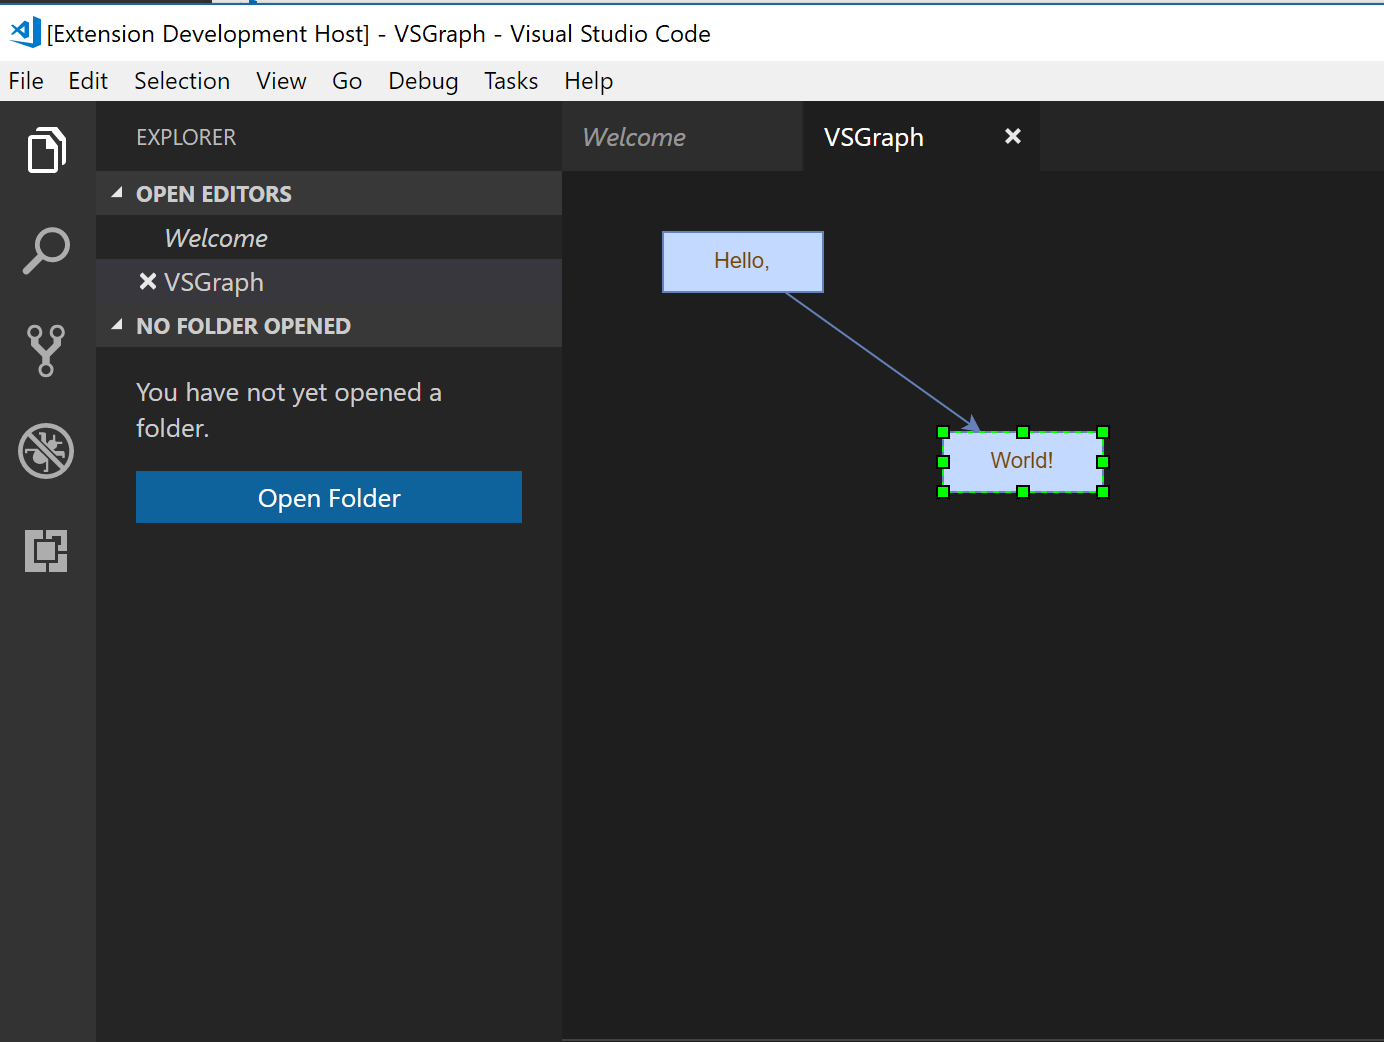 [Extension Development Host] - VSGraph - Visual Studio Code
File Edit Selection View Go Debug Tasks Help
EXPLORER
OPEN EDITORS
Welcome
VSGraph
NO FOLDER OPENED
You have not yet opened a
folder.
Open Folder
Welcome VSGraph
Hello,
World!